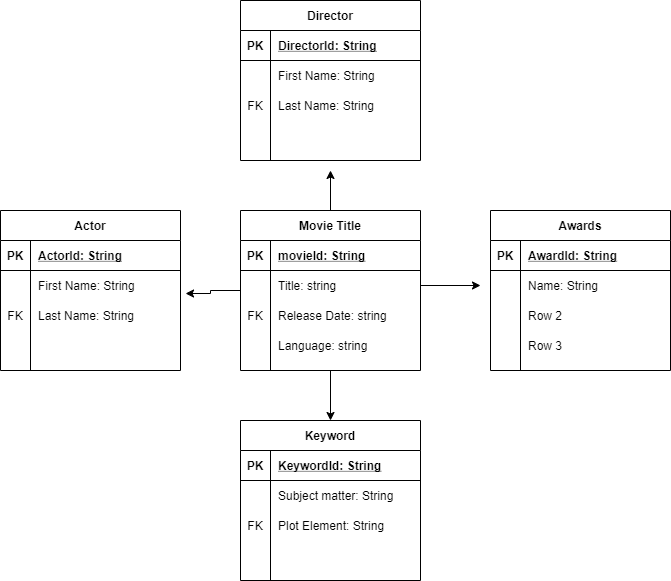 Director
PK DirectorId: String
First Name: String
FK Last Name: String
Actor
PK ActorId: String
First Name: String
FK Last Name: String
Movie Title
PK movieId: String
Title: string
FK Release Date: string
Language: string
Awards
PK AwardId: String
Name: String
Row 2
Row 3
Keyword
PK KeywordId: String
Subject matter: String
FK Plot Element: String